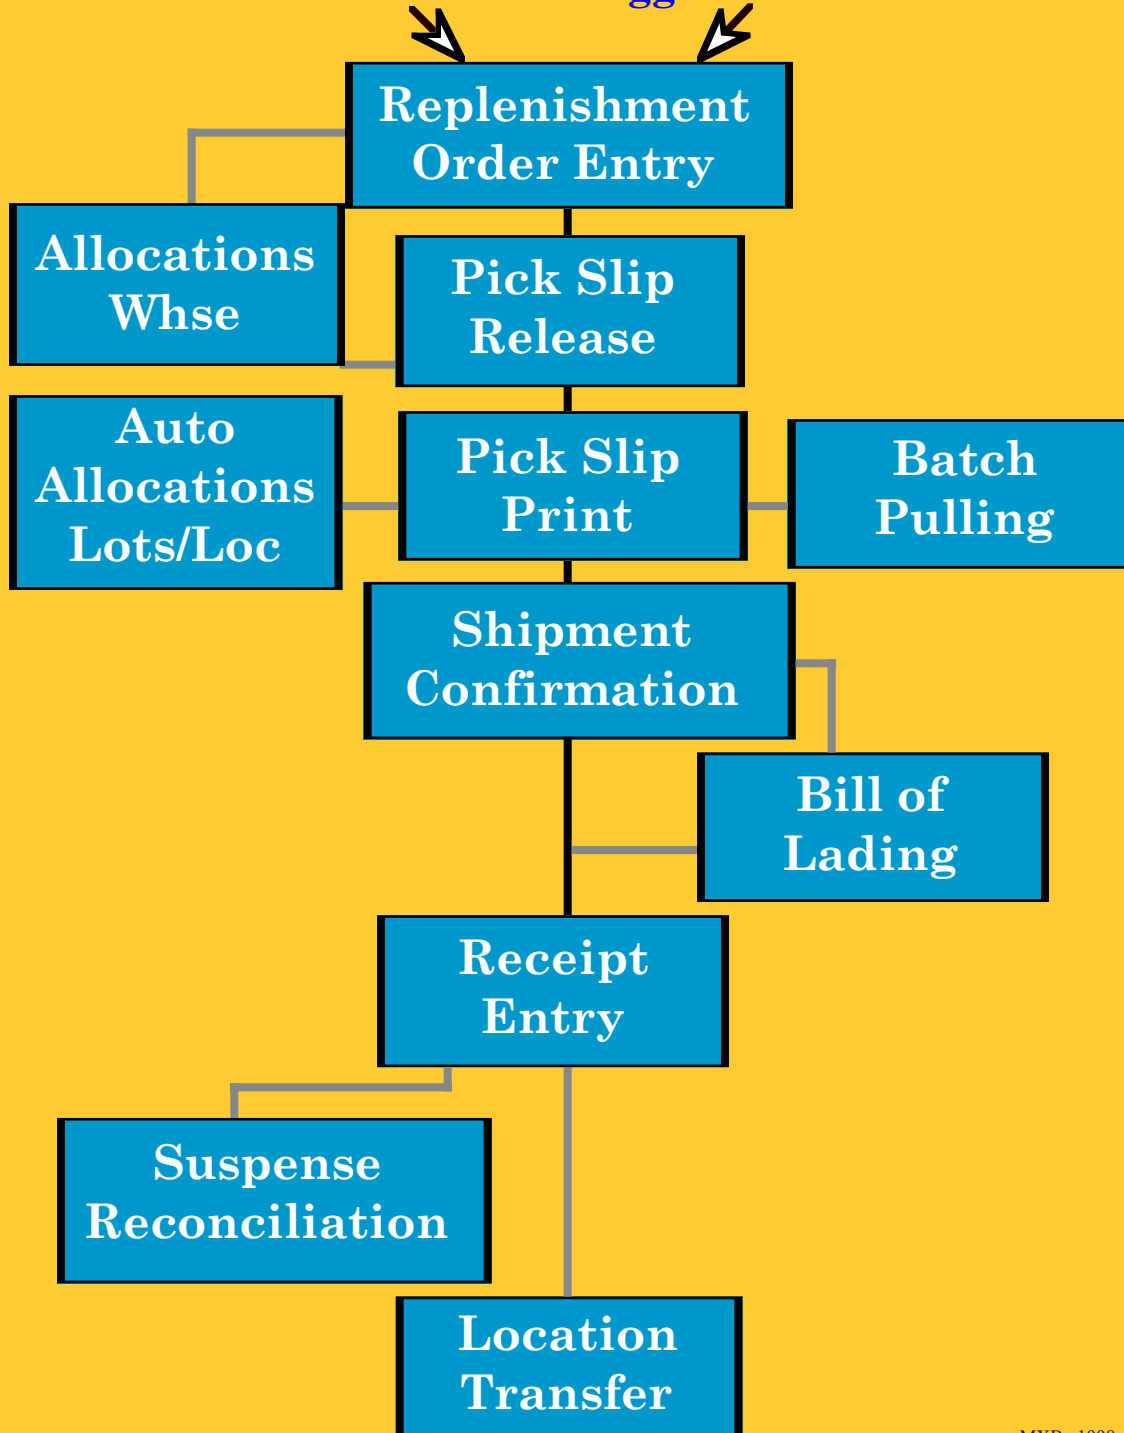 Replenishment
Order Entry
Allocations
Whse
Pick Slip
Release
Auto
Allocations
Lots/Loc
Pick Slip
Print
Batch
Pulling
Shipment
Confirmation
Bill of
Lading
Receipt
Entry
Suspense
Reconciliation
Location
Transfer